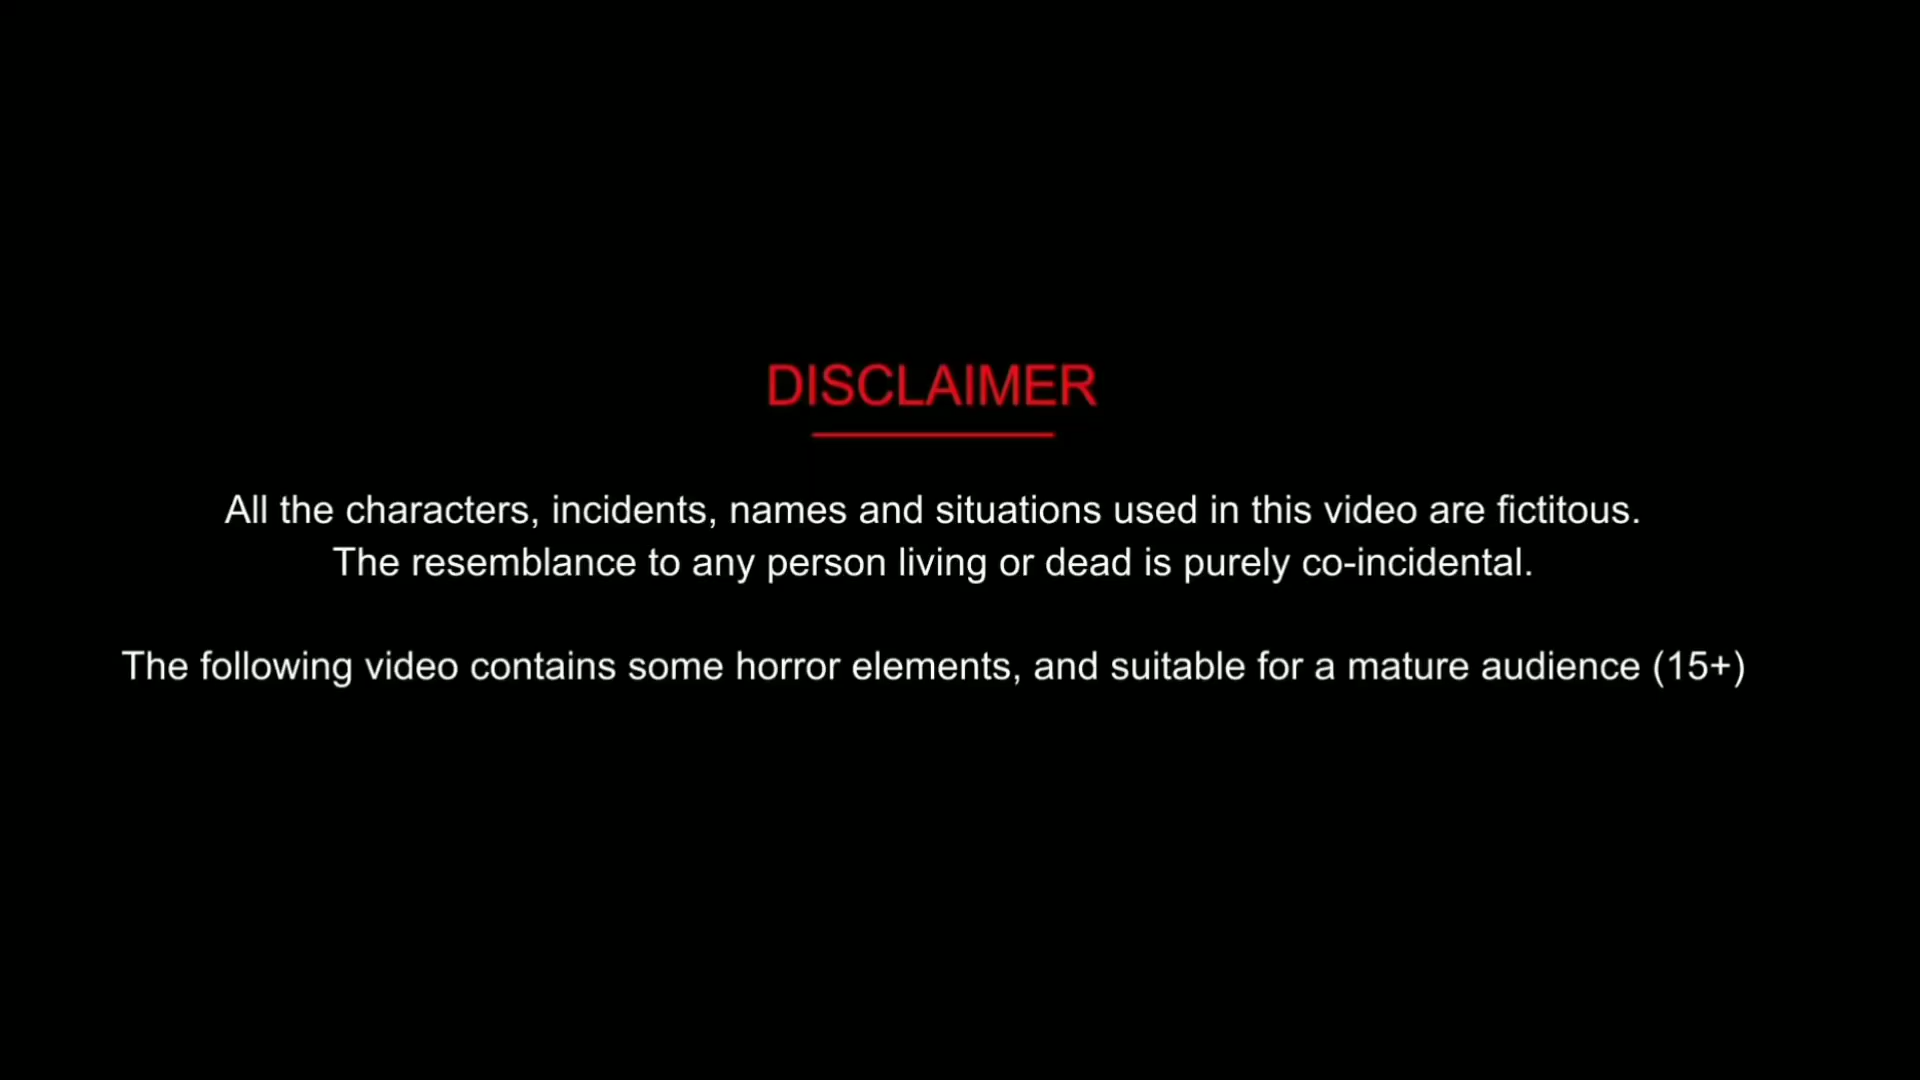 DISCLAIMER
All the characters, incidents, names and situations used in this video are fictitous.
The resemblance to any person living or dead is purely co-incidental.
The following video contains some horror elements, and suitable for a mature audience (15+)